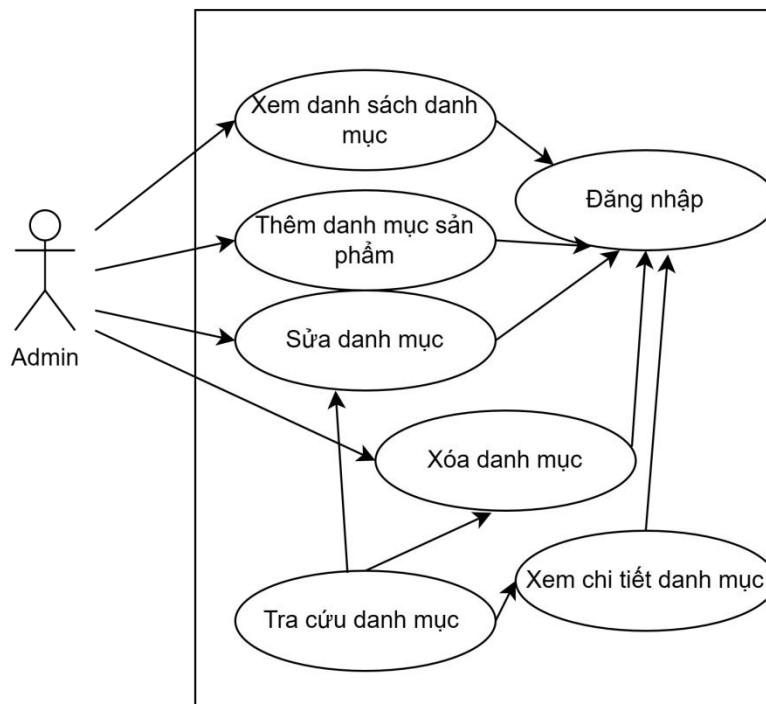 Xem danh sách danh
mục
Đăng nhập
Thêm danh mục sản
phẩm
Sửa danh mục
Admin
Xóa danh mục
Xem chi tiết danh mục
Tra cứu danh mục